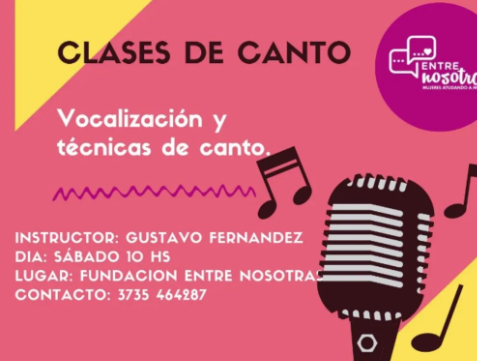 CLASES DE CANTO
ENTRE
Vocalización y
técnicas de canto.
INSTRUCTOR: GUSTAVO FERNANDEZ
DIA: SÁBADO 10 HS
LUGAR: FUNDACION ENTRE NOSOTRAS
CONTACTO: 3735 464287